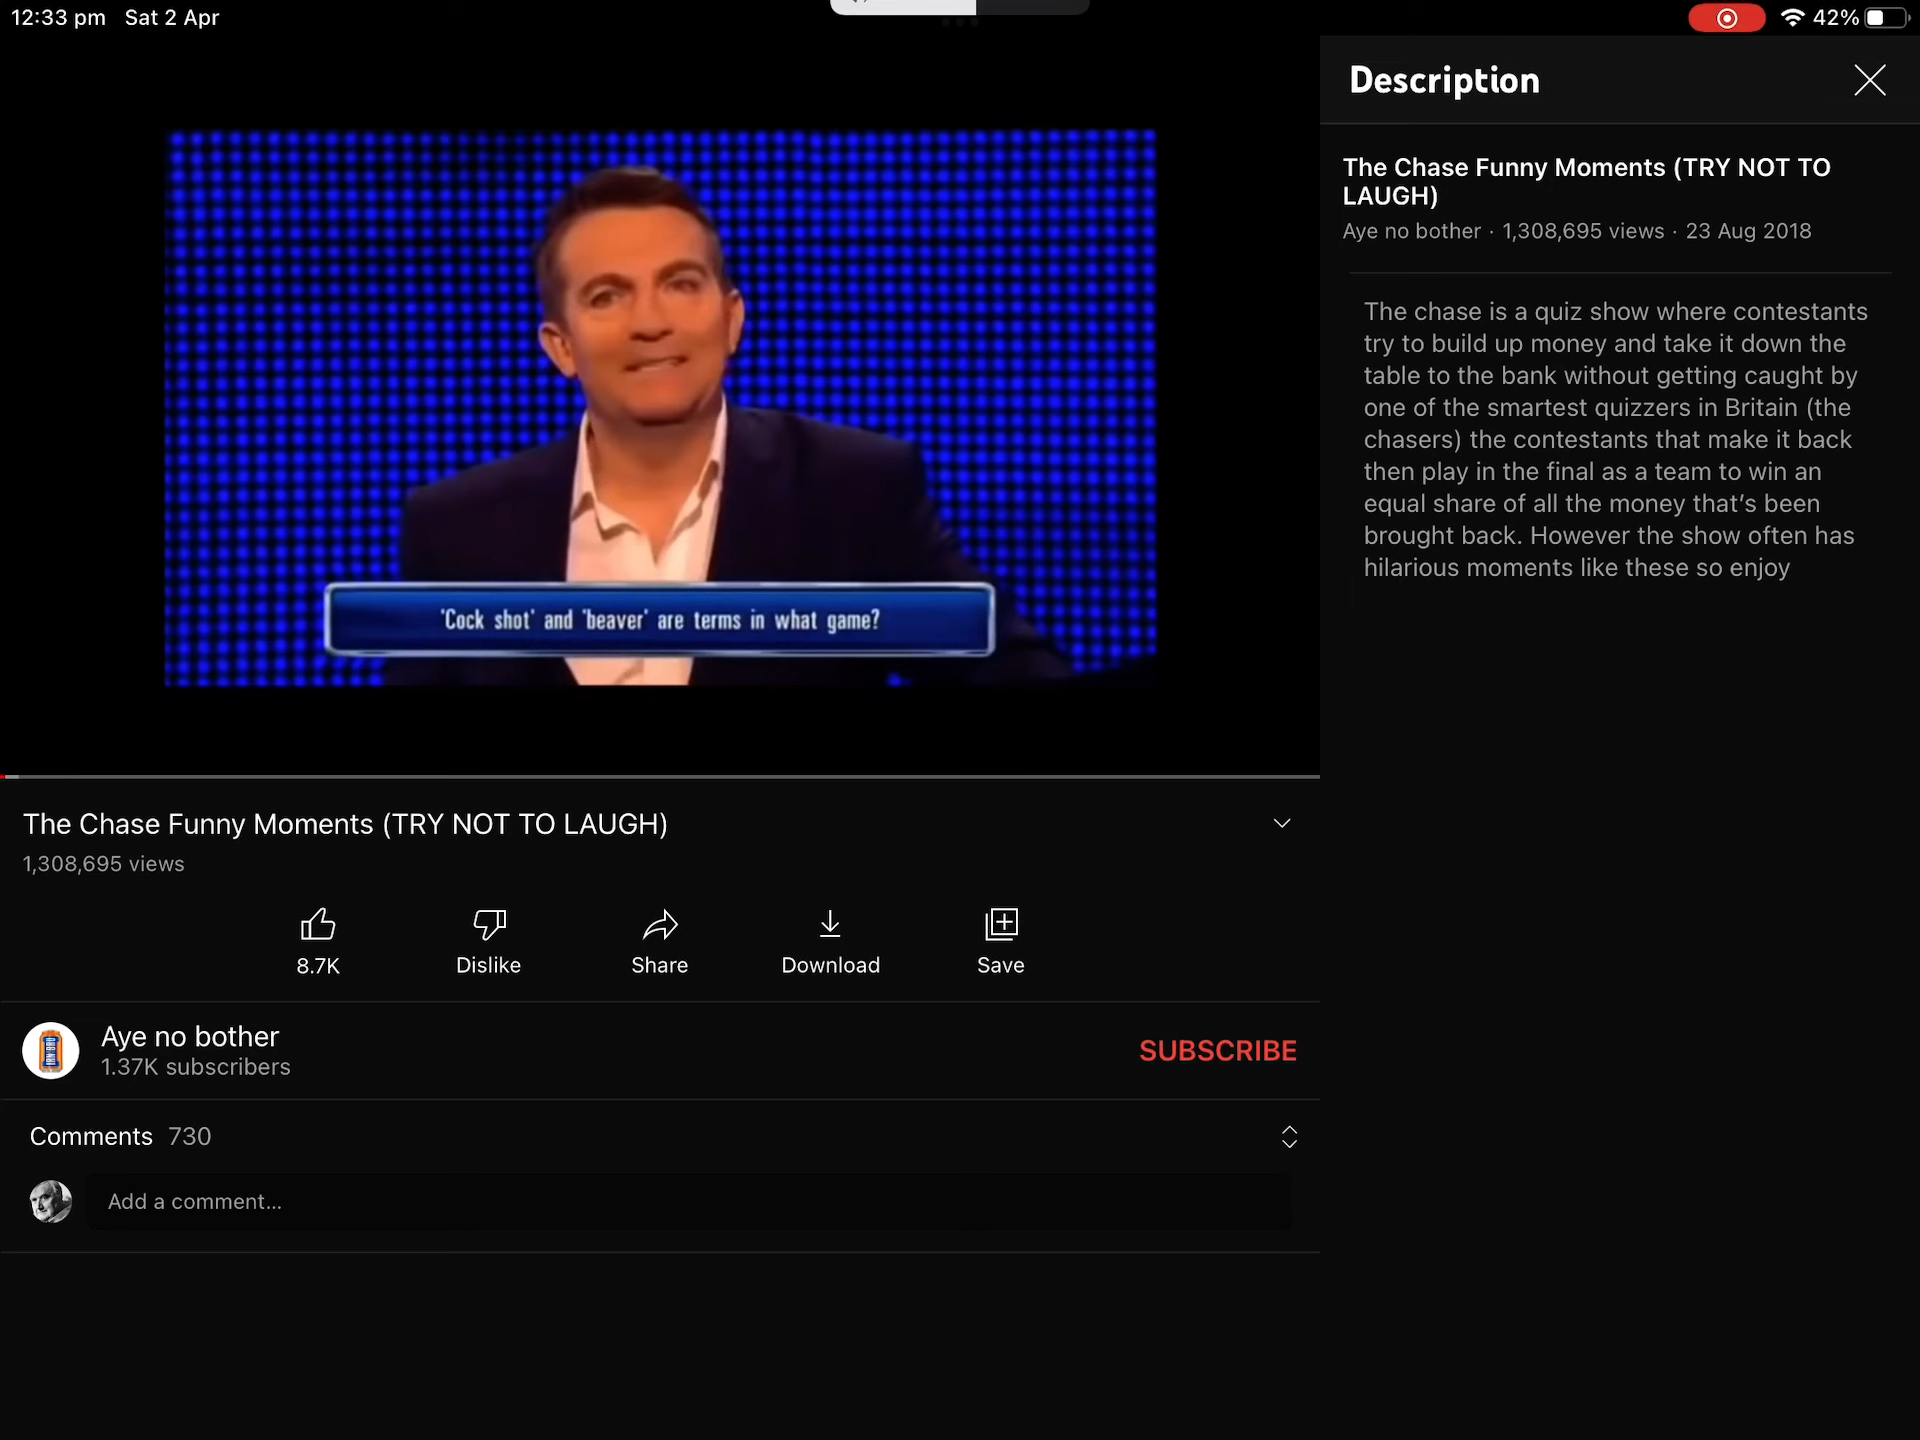 12:33 pm Sat 2 Apr
42%
'Cock shot' and 'beaver' are terms in what game?
The Chase Funny Moments (TRY NOT TO LAUGH)
1,308,695 views
8.7K
Dislike
Share
Download
Save
Aye no bother
1.37K subscribers
SUBSCRIBE
Comments 730
Add a comment...
Description
The Chase Funny Moments (TRY NOT TO
LAUGH)
Aye no bother · 1,308,695 views · 23 Aug 2018
The chase is a quiz show where contestants
try to build up money and take it down the
table to the bank without getting caught by
one of the smartest quizzers in Britain (the
chasers) the contestants that make it back
then play in the final as a team to win an
equal share of all the money that's been
brought back. However the show often has
hilarious moments like these so enjoy